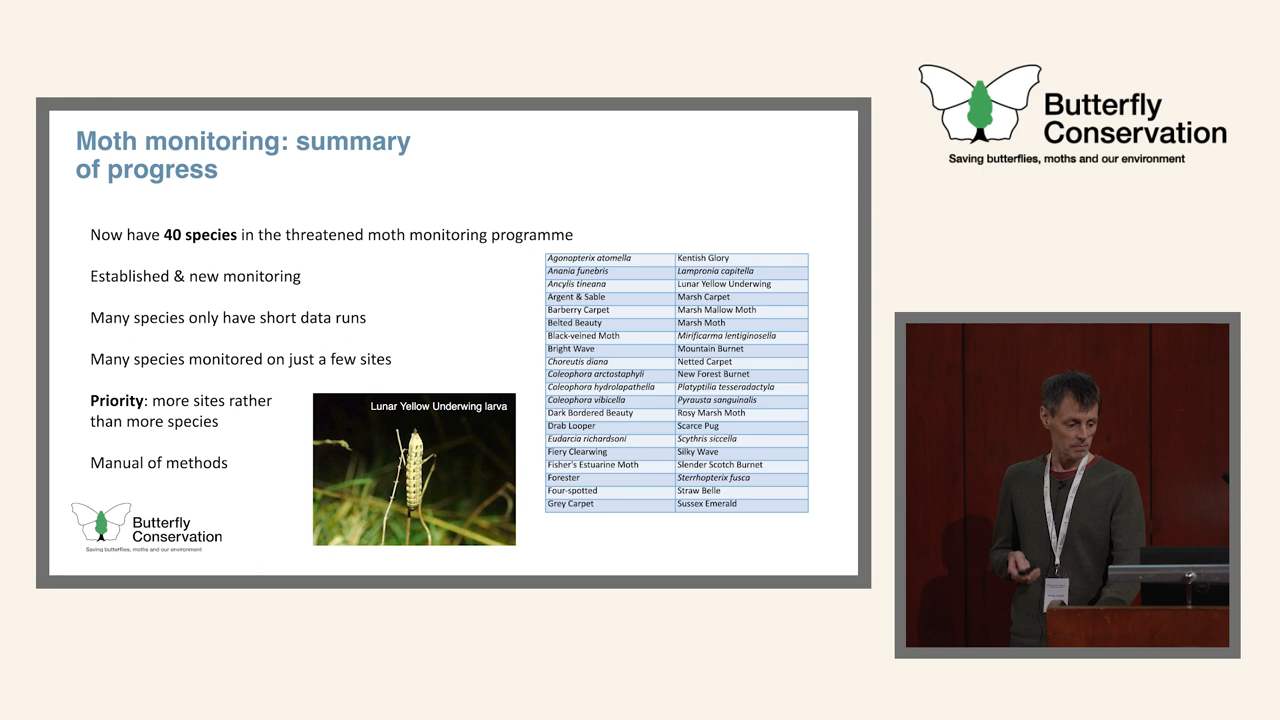 Moth monitoring: summary
of progress
Now have 40 species in the threatened moth monitoring programme
Established & new monitoring
Many species only have short data runs
Many species monitored on just a few sites
Priority: more sites rather
than more species
Manual of methods
Lunar Yellow Underwing larva
Agonopterix atomella Kentish Glory
Anania funebris Lampronia capitella
Ancylis tineana Lunar Yellow Underwing
Argent & Sable Marsh Carpet
Barberry Carpet Marsh Mallow Moth
Belted Beauty Marsh Moth
Black-veined Moth Mirificarma lentiginosella
Bright Wave Mountain Burnet
Choreutis diana Netted Carpet
Coleophora arctostaphyli New Forest Burnet
Coleophora hydrolapathella Platyptilia tesseradactyla
Coleophora vibicella Pyrausta sanguinalis
Dark Bordered Beauty Rosy Marsh Moth
Drab Looper Scarce Pug
Eudarcia richardsoni Scythris siccella
Fiery Clearwing Silky Wave
Fisher's Estuarine Moth Slender Scotch Burnet
Forester Sterrhopterix fusca
Four-spotted Straw Belle
Grey Carpet Sussex Emerald
Butterfly
Conservation
Saving butterflies, moths and our environment
Butterfly
Conservation
Saving butterflies, moths and our environment